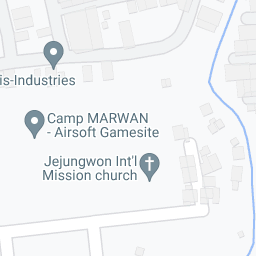 is-Industries
Camp MARWAN
- Airsoft Gamesite
Jejungwon Int'l
Mission church